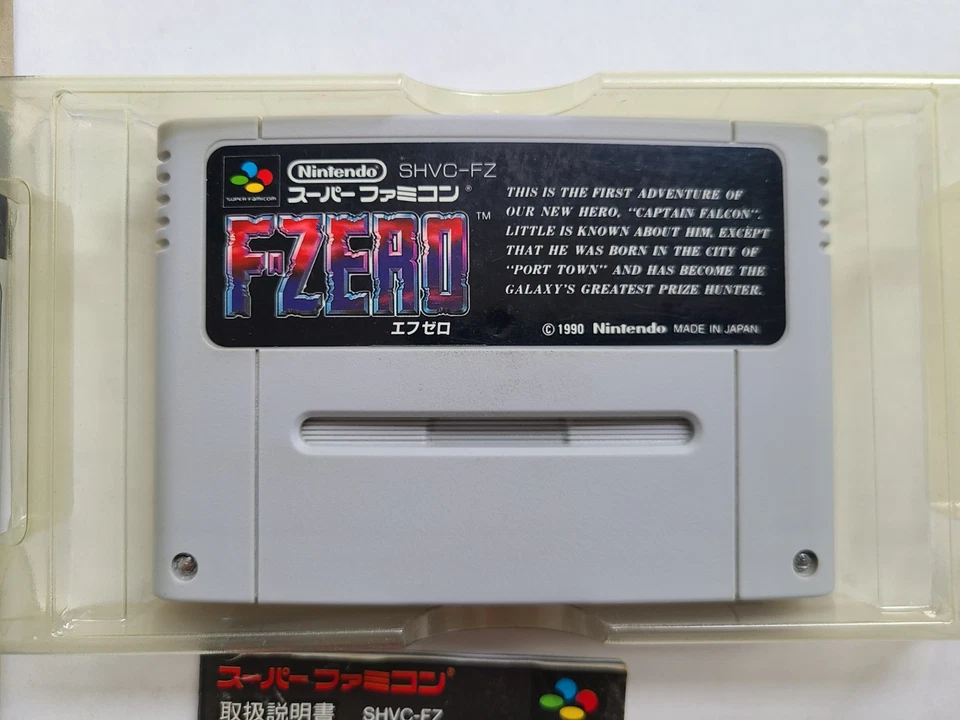 Nintendo SHVC-FZ
SUPER FAMICOM
スーパーファミコン®
F-ZERO™
エフゼロ
THIS IS THE FIRST ADVENTURE OF
OUR NEW HERO, "CAPTAIN FALCON".
LITTLE IS KNOWN ABOUT HIM, EXCEPT
THAT HE WAS BORN IN THE CITY OF
"PORT TOWN" AND HAS BECOME THE
GALAXY'S GREATEST PRIZE HUNTER.
© 1990 Nintendo MADE IN JAPAN
スーパーファミコン®
取扱説明書 SHVC-FZ